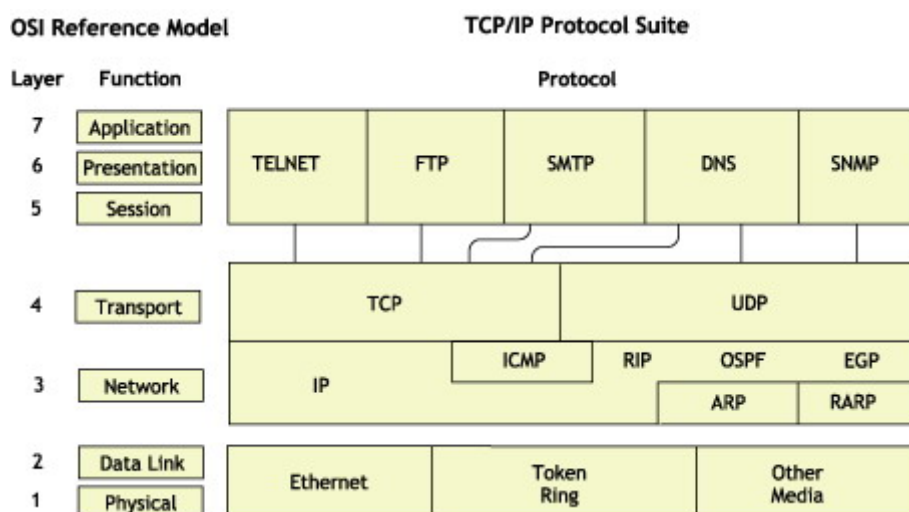 OSI Reference Model TCP/IP Protocol Suite
Layer Function Protocol
7 Application
6 Presentation TELNET FTP SMTP DNS SNMP
5 Session
4 Transport TCP UDP
ICMP RIP OSPF EGP
3 Network IP
ARP RARP
2 Data Link
Ethernet Token Ring Other Media
1 Physical